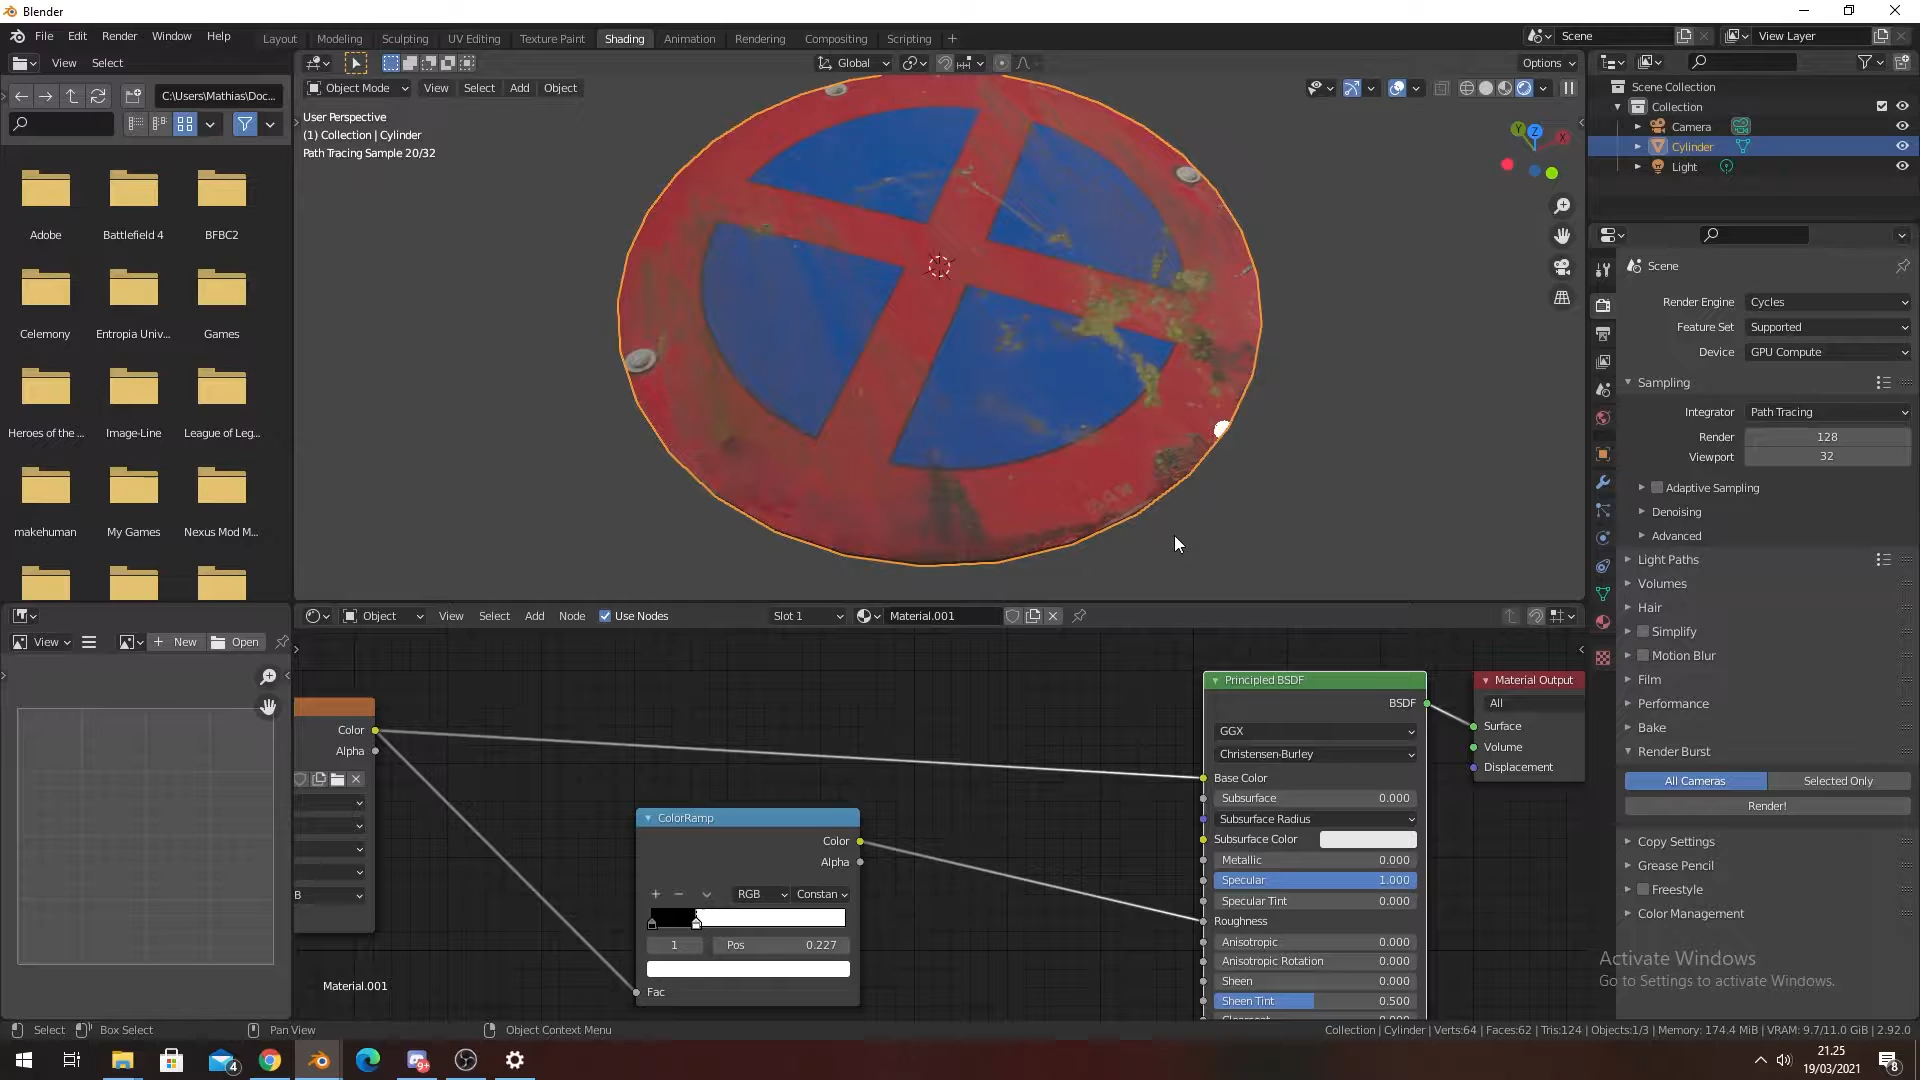 Blender
File Edit Render Window Help
Layout Modeling Sculpting UV Editing Texture Paint Shading Animation Rendering Compositing Scripting
Scene
View Layer
View Select
C:\Users\Mathias\Doc...
Adobe Battlefield 4 BFBC2
Celemony Entropia Univ... Games
Heroes of the ... Image-Line League of Leg...
makehuman My Games Nexus Mod M...
Global
Options
Object Mode View Select Add Object
User Perspective
(1) Collection | Cylinder
Path Tracing Sample 20/32
X
Y
Z
Scene Collection
Collection
Camera
Cylinder
Light
Scene
Render Engine Cycles
Feature Set Supported
Device GPU Compute
Sampling
Integrator Path Tracing
Render 128
Viewport 32
Adaptive Sampling
Denoising
Advanced
Light Paths
Volumes
Hair
Simplify
Motion Blur
Film
Performance
Bake
Render Burst
All Cameras Selected Only
Render!
Copy Settings
Grease Pencil
Freestyle
Color Management
Activate Windows
Go to Settings to activate Windows.
View New Open
Object View Select Add Node Use Nodes Slot 1 Material.001
Color
Alpha
B
Material.001
ColorRamp
Color
Alpha
RGB Constan
1 Pos 0.227
Fac
Principled BSDF
BSDF
GGX
Christensen-Burley
Base Color
Subsurface 0.000
Subsurface Radius
Subsurface Color
Metallic 0.000
Specular 1.000
Specular Tint 0.000
Roughness
Anisotropic 0.000
Anisotropic Rotation 0.000
Sheen 0.000
Sheen Tint 0.500
Material Output
All
Surface
Volume
Displacement
Select Box Select Pan View Object Context Menu
Collection | Cylinder | Verts:64 | Faces:62 | Tris:124 | Objects:1/3 | Memory: 174.4 MiB | VRAM: 9.7/11.0 GiB | 2.92.0
4
9+
21.25
19/03/2021
8